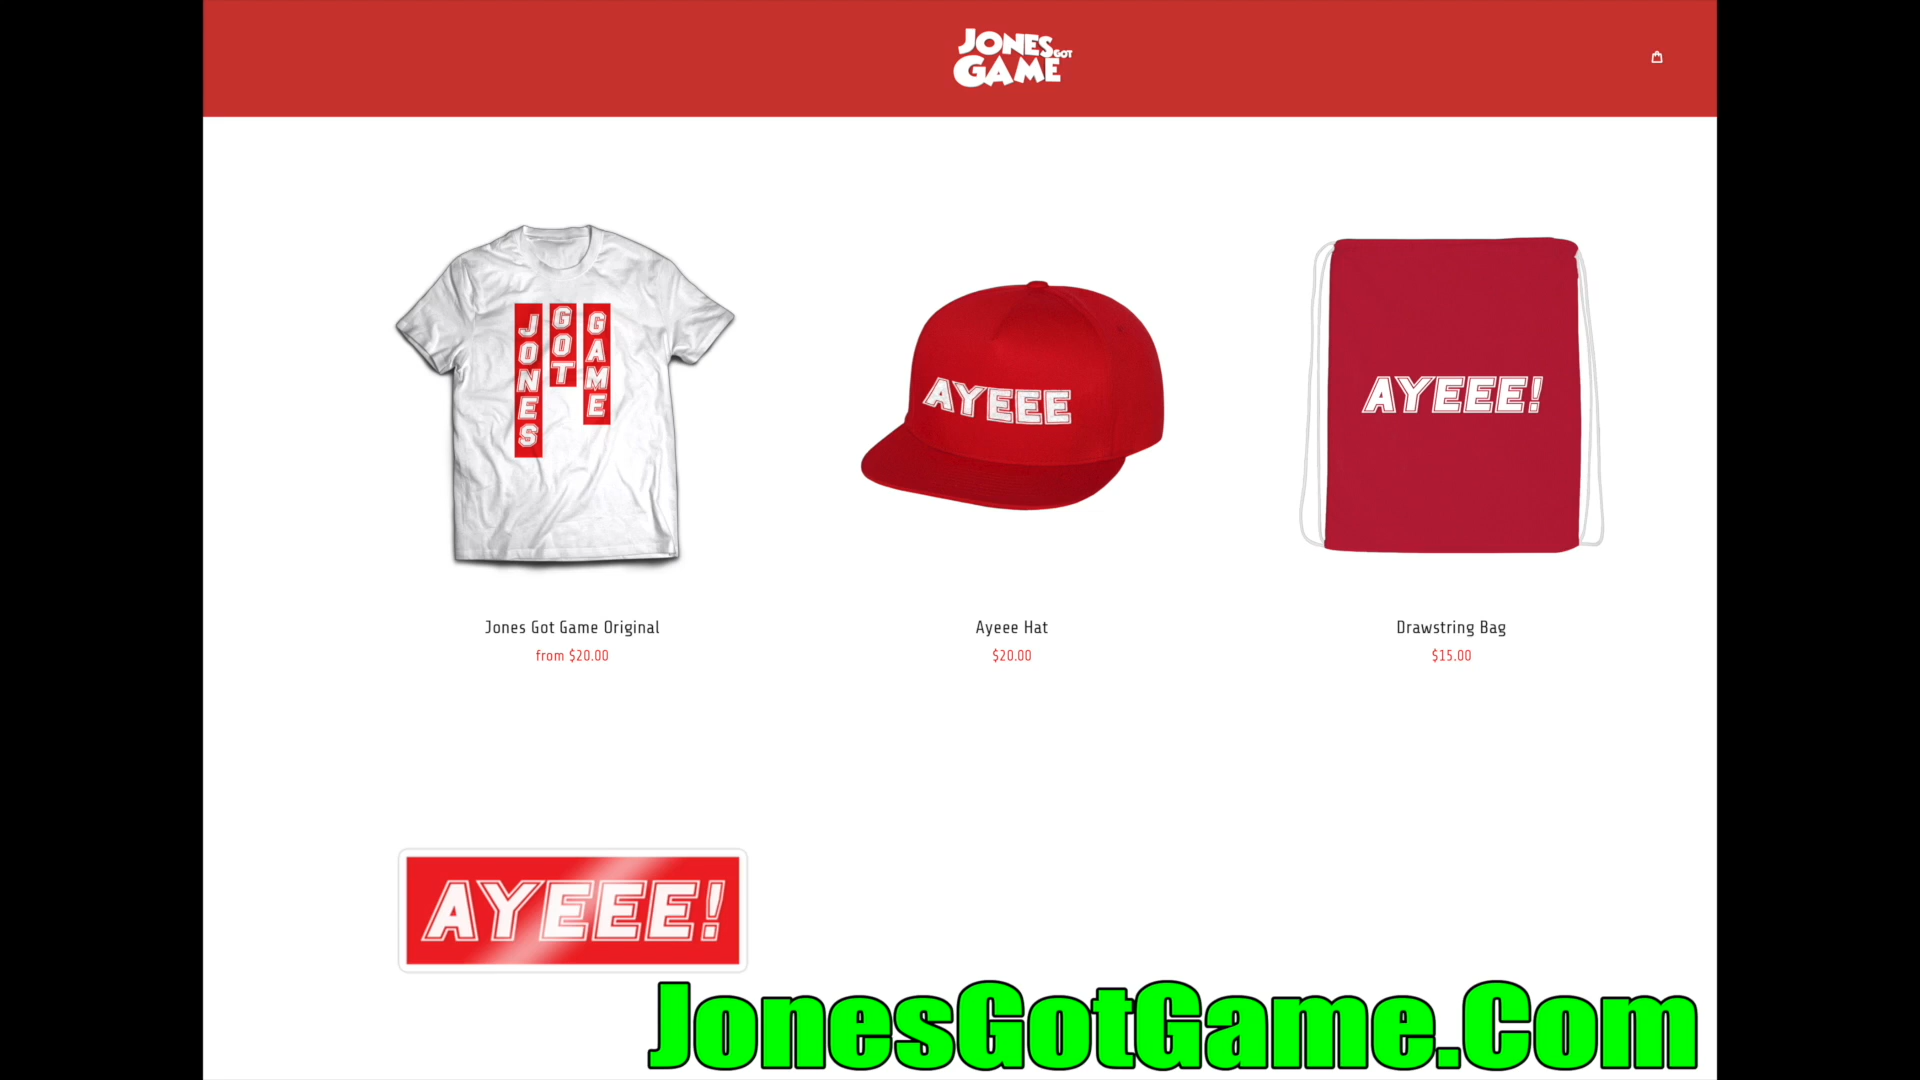 JONES GOT
GAME
JONES
GOT
GAME
AYEEE
AYEEE!
Jones Got Game Original
Ayeee Hat
Drawstring Bag
from $20.00
$20.00
$15.00
AYEEE!
JonesGotGame.Com